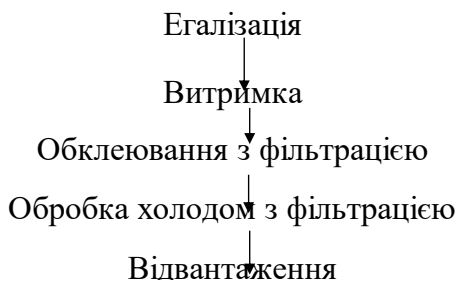 Егалізація
Витримка
Обклеювання з фільтрацією
Обробка холодом з фільтрацією
Відвантаження